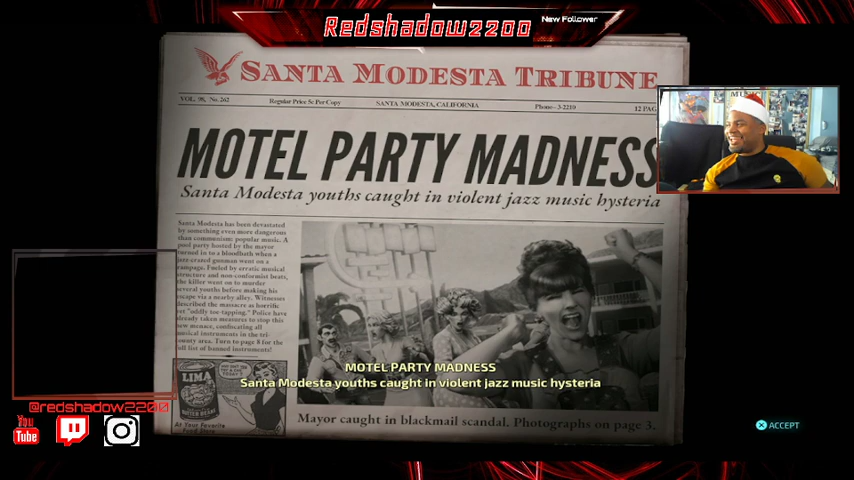 Redshadow2200
New Follower
SANTA MODESTA TRIBUNE
VOL. 98, No. 262
Regular Price 5c Per Copy
SANTA MODESTA, CALIFORNIA
Phone—3-2210
12 PAG
MOTEL PARTY MADNESS
Santa Modesta youths caught in violent jazz music hysteria
Santa Modesta has been devastated
by something even more dangerous
than communism: popular music. A
pool party hosted by the mayor
turned in to a bloodbath when a
jazz-crazed gunman went on a
rampage. Fueled by erratic musical
structure and non-conformist beats,
the killer went on to murder
several youths before making his
escape via a nearby alley. Witnesses
described the massacre as horrific
yet "oddly toe-tapping." Police have
already taken measures to stop this
new menace, confiscating all
musical instruments in the tri-
county area. Turn to page 8 for the
full list of banned instruments!
LIMA
At Your Favorite
MOTEL PARTY MADNESS
Santa Modesta youths caught in violent jazz music hysteria
Mayor caught in blackmail scandal. Photographs on page 3.
MUSIC
@redshadow2200
You
Tube
ACCEPT